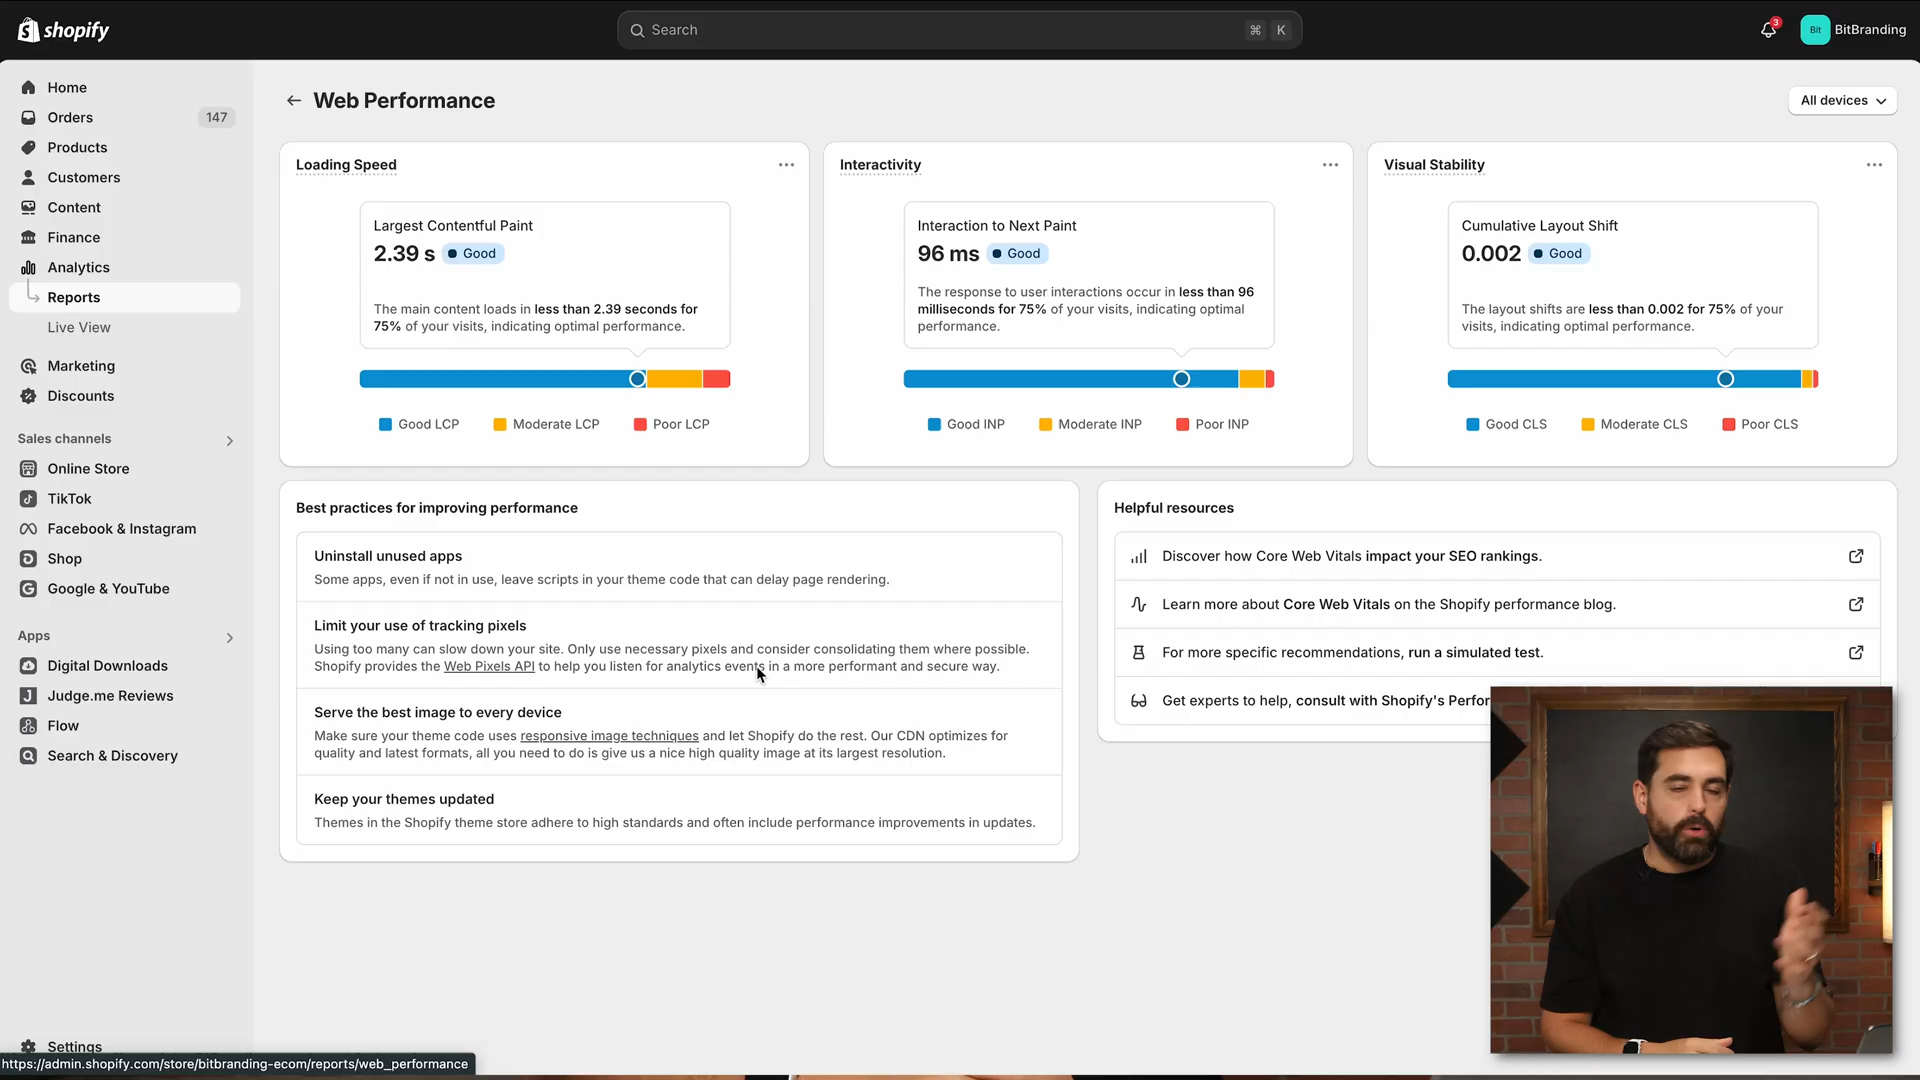 shopify
Search
⌘ K
3
Bit
BitBranding
Home
Orders
147
Products
Customers
Content
Finance
Analytics
Reports
Live View
Marketing
Discounts
Sales channels
Online Store
TikTok
Facebook & Instagram
Shop
Google & YouTube
Apps
Digital Downloads
Judge.me Reviews
Flow
Search & Discovery
Settings
https://admin.shopify.com/store/bitbranding-ecom/reports/web_performance
Web Performance
All devices
Loading Speed
Largest Contentful Paint
2.39 s Good
The main content loads in less than 2.39 seconds for
75% of your visits, indicating optimal performance.
Good LCP Moderate LCP Poor LCP
Interactivity
Interaction to Next Paint
96 ms Good
The response to user interactions occur in less than 96
milliseconds for 75% of your visits, indicating optimal
performance.
Good INP Moderate INP Poor INP
Visual Stability
Cumulative Layout Shift
0.002 Good
The layout shifts are less than 0.002 for 75% of your
visits, indicating optimal performance.
Good CLS Moderate CLS Poor CLS
Best practices for improving performance
Uninstall unused apps
Some apps, even if not in use, leave scripts in your theme code that can delay page rendering.
Limit your use of tracking pixels
Using too many can slow down your site. Only use necessary pixels and consider consolidating them where possible.
Shopify provides the Web Pixels API to help you listen for analytics events in a more performant and secure way.
Serve the best image to every device
Make sure your theme code uses responsive image techniques and let Shopify do the rest. Our CDN optimizes for
quality and latest formats, all you need to do is give us a nice high quality image at its largest resolution.
Keep your themes updated
Themes in the Shopify theme store adhere to high standards and often include performance improvements in updates.
Helpful resources
Discover how Core Web Vitals impact your SEO rankings.
Learn more about Core Web Vitals on the Shopify performance blog.
For more specific recommendations, run a simulated test.
Get experts to help, consult with Shopify's Perfor